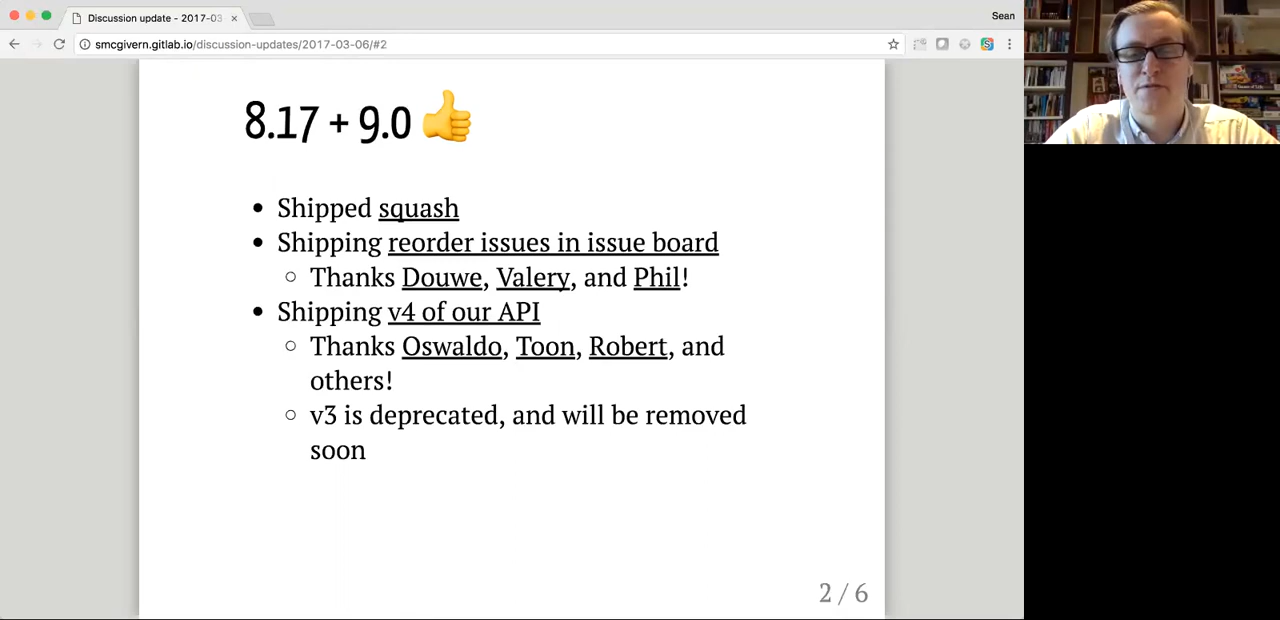 Discussion update - 2017-03
Sean
smcgivern.gitlab.io/discussion-updates/2017-03-06/#2
8.17 + 9.0 👍
• Shipped squash
• Shipping reorder issues in issue board
○ Thanks Douwe, Valery, and Phil!
• Shipping v4 of our API
○ Thanks Oswaldo, Toon, Robert, and
others!
○ v3 is deprecated, and will be removed
soon
2 / 6